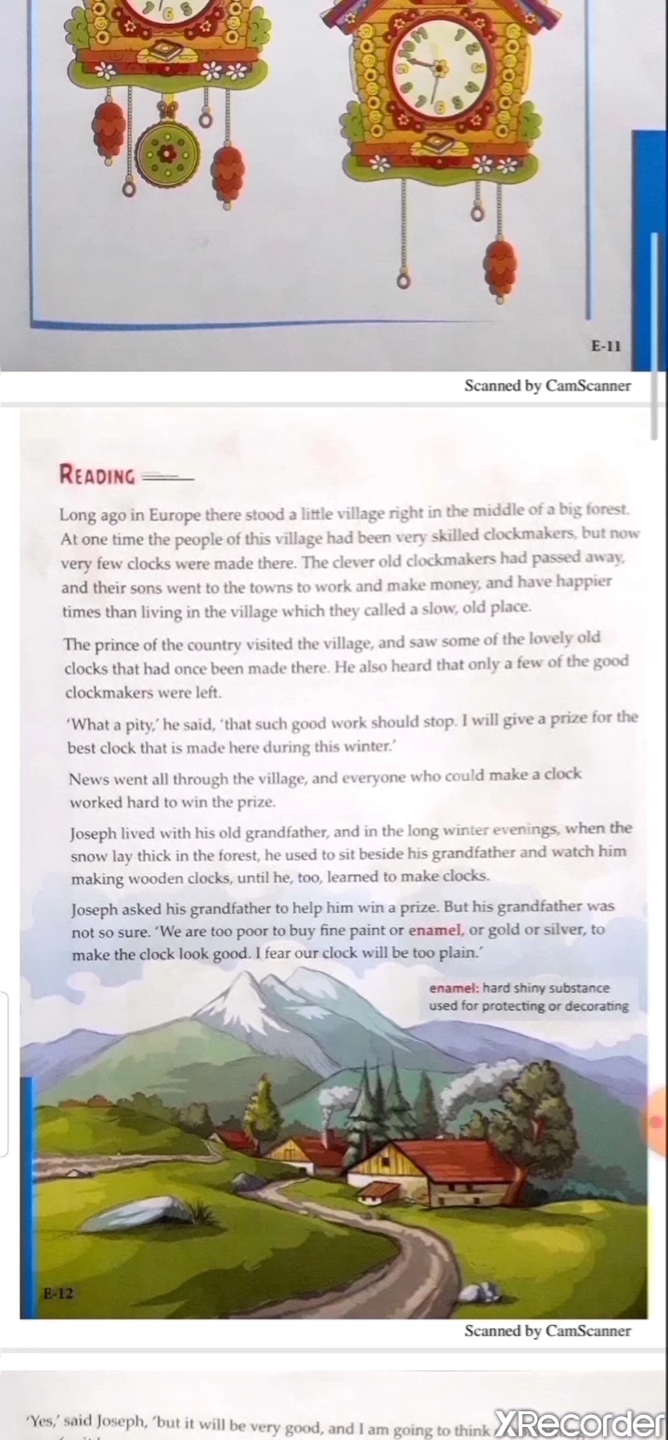 E-11
Scanned by CamScanner
READING
Long ago in Europe there stood a little village right in the middle of a big forest.
At one time the people of this village had been very skilled clockmakers, but now
very few clocks were made there. The clever old clockmakers had passed away,
and their sons went to the towns to work and make money, and have happier
times than living in the village which they called a slow, old place.
The prince of the country visited the village, and saw some of the lovely old
clocks that had once been made there. He also heard that only a few of the good
clockmakers were left.
‘What a pity,’ he said, ‘that such good work should stop. I will give a prize for the
best clock that is made here during this winter.’
News went all through the village, and everyone who could make a clock
worked hard to win the prize.
Joseph lived with his old grandfather, and in the long winter evenings, when the
snow lay thick in the forest, he used to sit beside his grandfather and watch him
making wooden clocks, until he, too, learned to make clocks.
Joseph asked his grandfather to help him win a prize. But his grandfather was
not so sure. ‘We are too poor to buy fine paint or enamel, or gold or silver, to
make the clock look good. I fear our clock will be too plain.’
enamel: hard shiny substance
used for protecting or decorating
E-12
Scanned by CamScanner
‘Yes,’ said Joseph, ‘but it will be very good, and I am going to think
XRecorder